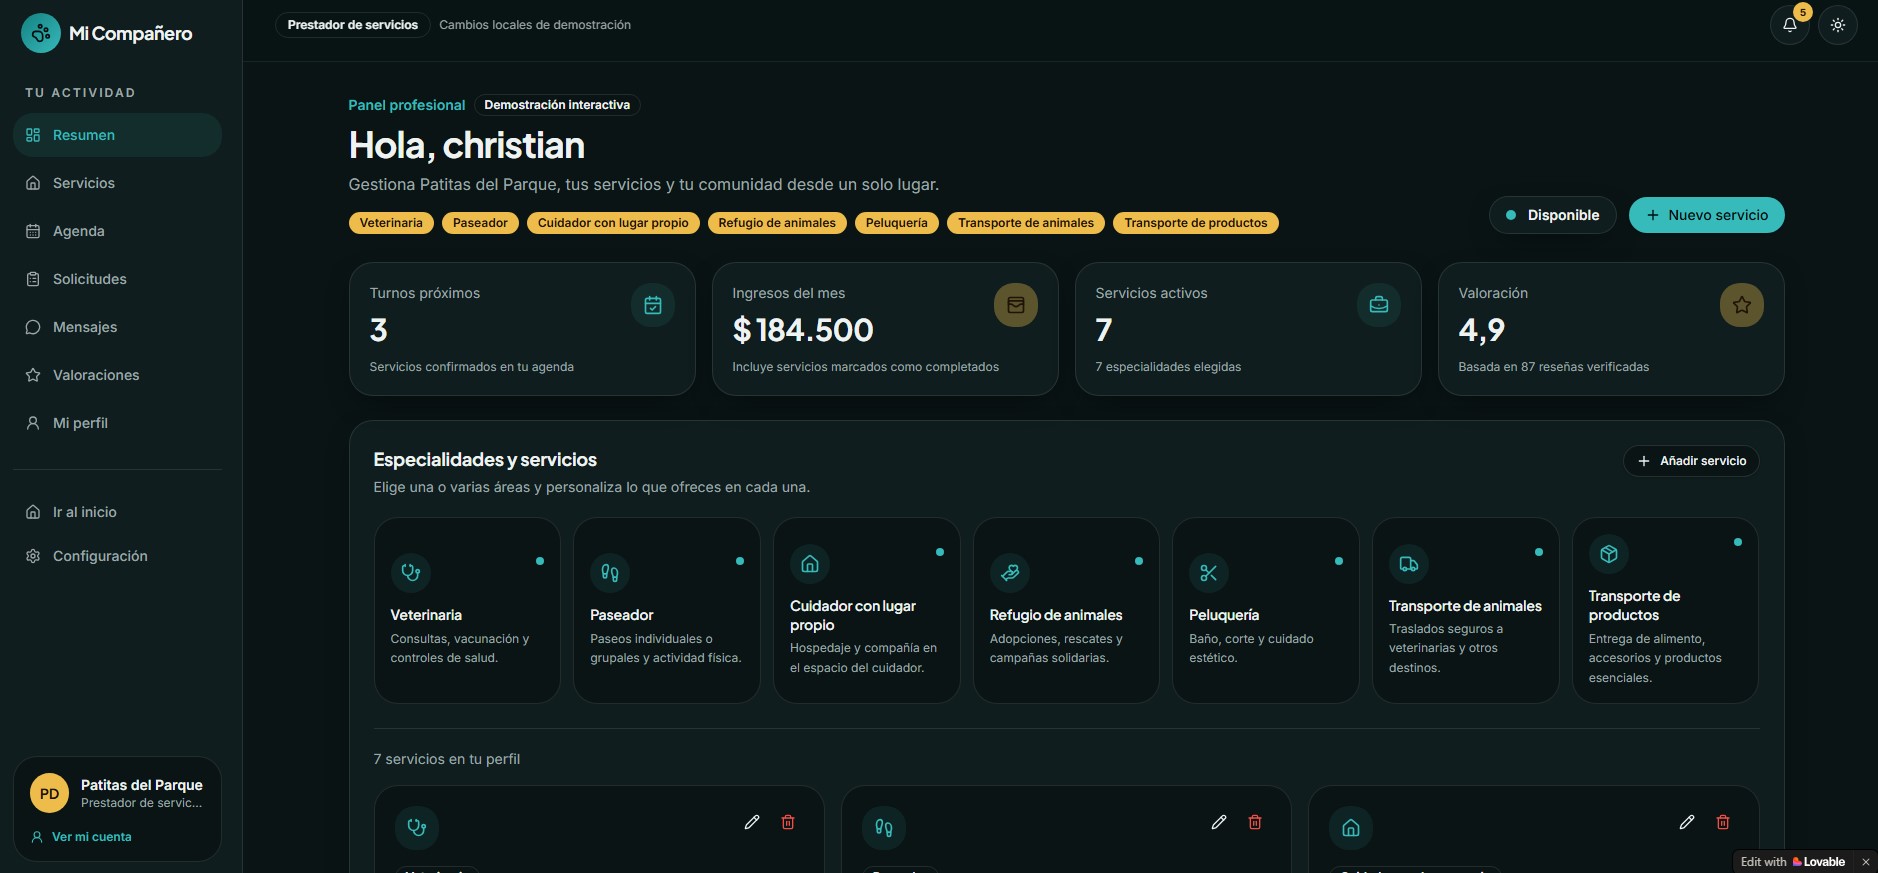 Mi Compañero
Prestador de servicios
Cambios locales de demostración
5
TU ACTIVIDAD
Resumen
Servicios
Agenda
Solicitudes
Mensajes
Valoraciones
Mi perfil
Ir al inicio
Configuración
PD
Patitas del Parque
Prestador de servic...
Ver mi cuenta
Panel profesional
Demostración interactiva
Hola, christian
Gestiona Patitas del Parque, tus servicios y tu comunidad desde un solo lugar.
Veterinaria
Paseador
Cuidador con lugar propio
Refugio de animales
Peluquería
Transporte de animales
Transporte de productos
Disponible
Nuevo servicio
Turnos próximos
3
Servicios confirmados en tu agenda
Ingresos del mes
$ 184.500
Incluye servicios marcados como completados
Servicios activos
7
7 especialidades elegidas
Valoración
4,9
Basada en 87 reseñas verificadas
Especialidades y servicios
Elige una o varias áreas y personaliza lo que ofreces en cada una.
Añadir servicio
Veterinaria
Consultas, vacunación y
controles de salud.
Paseador
Paseos individuales o
grupales y actividad física.
Cuidador con lugar
propio
Hospedaje y compañía en
el espacio del cuidador.
Refugio de animales
Adopciones, rescates y
campañas solidarias.
Peluquería
Baño, corte y cuidado
estético.
Transporte de animales
Traslados seguros a
veterinarias y otros
destinos.
Transporte de
productos
Entrega de alimento,
accesorios y productos
esenciales.
7 servicios en tu perfil
Edit with Lovable